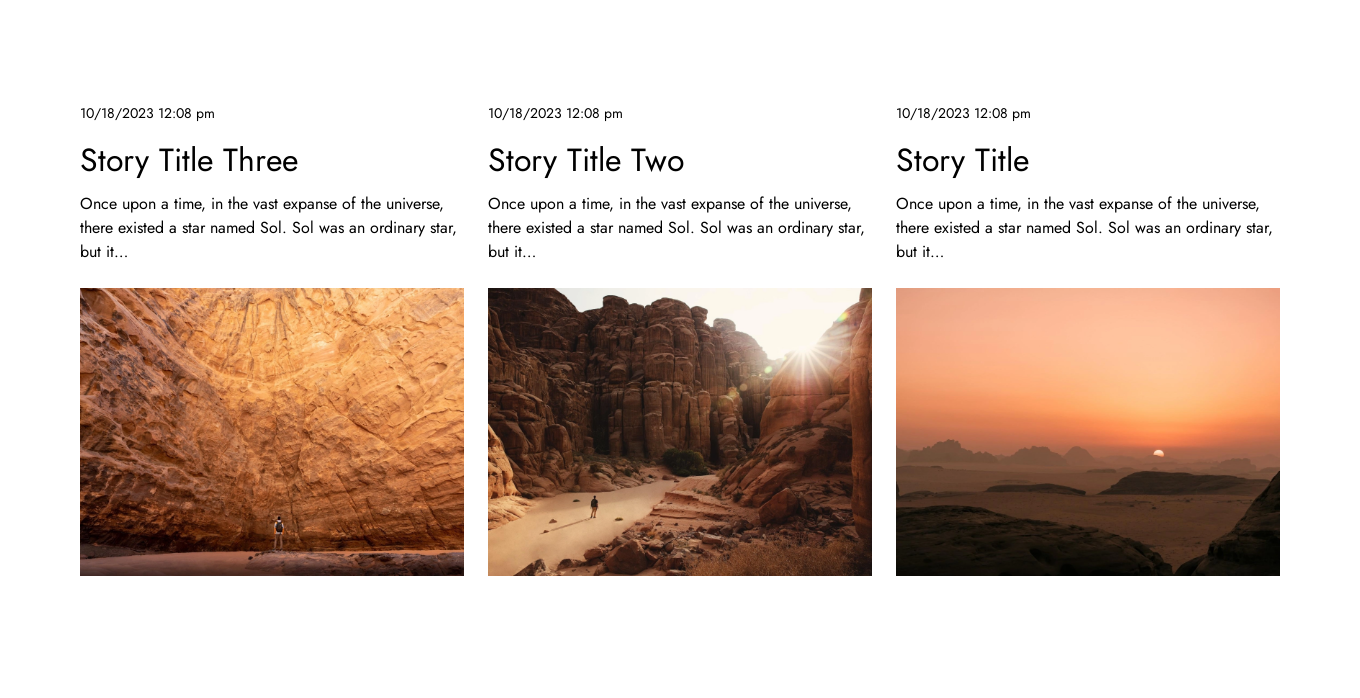 10/18/2023 12:08 pm
Story Title Three
Once upon a time, in the vast expanse of the universe,
there existed a star named Sol. Sol was an ordinary star,
but it…
10/18/2023 12:08 pm
Story Title Two
Once upon a time, in the vast expanse of the universe,
there existed a star named Sol. Sol was an ordinary star,
but it…
10/18/2023 12:08 pm
Story Title
Once upon a time, in the vast expanse of the universe,
there existed a star named Sol. Sol was an ordinary star,
but it…